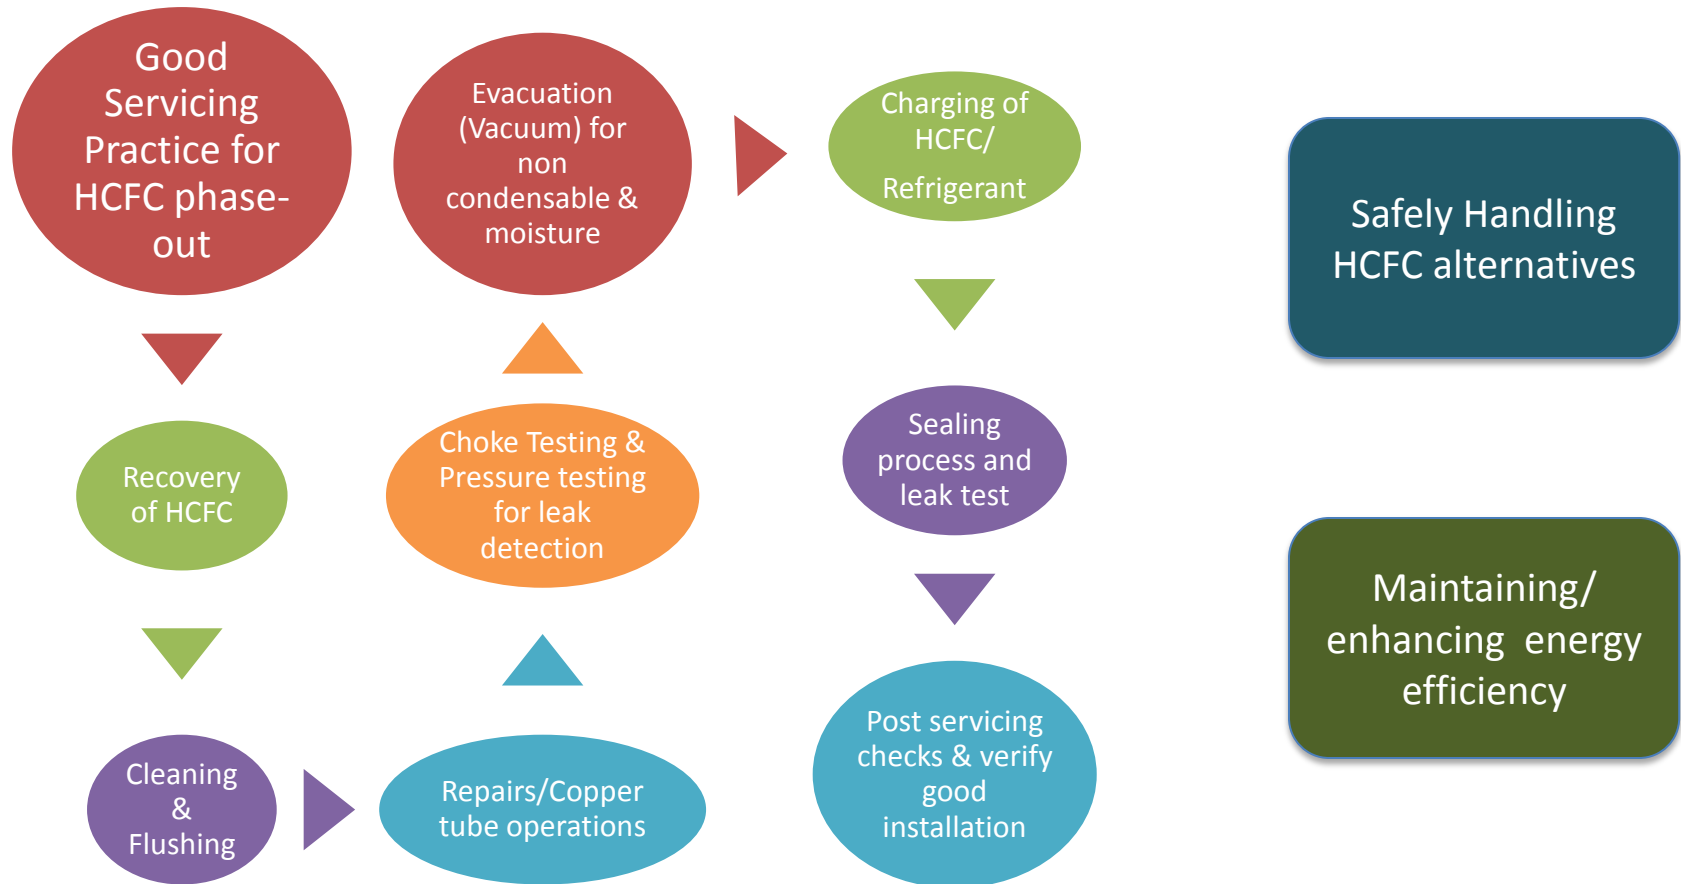 Good
Servicing
Practice for
HCFC phase-
out
Recovery
of HCFC
Cleaning
&
Flushing
Repairs/Copper
tube operations
Choke Testing &
Pressure testing
for leak
detection
Evacuation
(Vacuum) for
non
condensable &
moisture
Charging of
HCFC/
Refrigerant
Sealing
process and
leak test
Post servicing
checks & verify
good
installation
Safely Handling
HCFC alternatives
Maintaining/
enhancing energy
efficiency